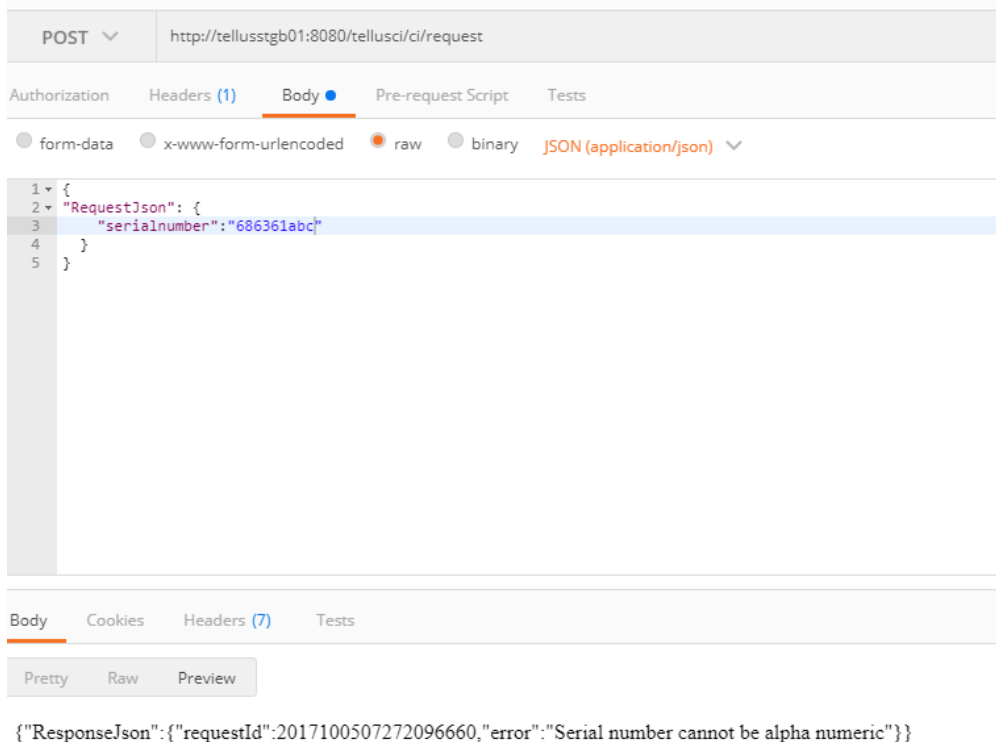 POST http://tellusstgb01:8080/tellusci/ci/request
Authorization Headers (1) Body Pre-request Script Tests
form-data x-www-form-urlencoded raw binary JSON (application/json)
1 {
2 "RequestJson": {
3 "serialnumber":"686361abc"
4 }
5 }
Body Cookies Headers (7) Tests
Pretty Raw Preview
{"ResponseJson":{"requestId":2017100507272096660,"error":"Serial number cannot be alpha numeric"}}